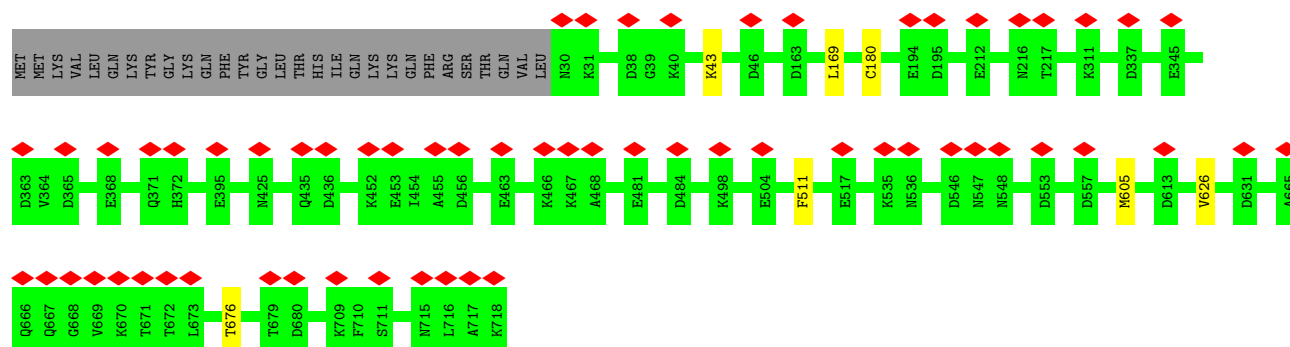 MET MET LYS VAL LEU GLN LYS TYR GLY LYS GLN PHE TYR GLY LEU THR HIS ILE GLN LYS LYS GLN PHE ARG SER THR GLN VAL LEU N30 K31 D38 G39 K40 K43 D46 D163 L169 C180 E194 D195 E212 N216 T217 K311 D337 E345
D363 V364 D365 E368 Q371 H372 E395 N425 Q435 D436 K452 E453 I454 A455 D456 E463 K466 K467 A468 E481 D484 K498 E504 F511 E517 K535 N536 D546 N547 N548 D553 D557 M605 D613 V626 D631 A665
Q666 Q667 G668 V669 K670 T671 T672 L673 T676 T679 D680 K709 F710 S711 N715 L716 A717 K718